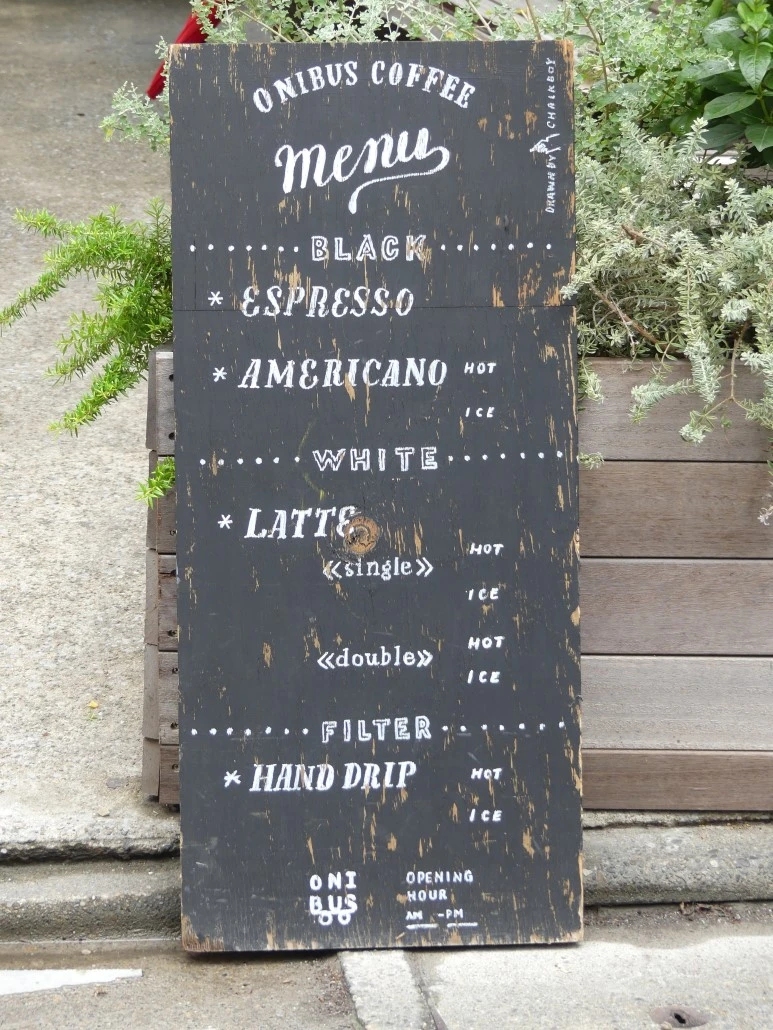 ONIBUS COFFEE
menu
DRAWN BY CHALKBOY
BLACK
* ESPRESSO
* AMERICANO HOT
ICE
WHITE
* LATTE
«single» HOT
ICE
«double» HOT
ICE
FILTER
* HAND DRIP HOT
ICE
ONI
BUS
OPENING
HOUR
AM -PM